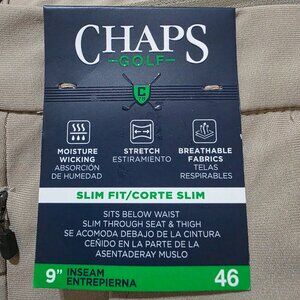 CHAPS
GOLF
C
MOISTURE
WICKING
ABSORCIÓN
DE HUMEDAD
STRETCH
ESTIRAMIENTO
BREATHABLE
FABRICS
TELAS
RESPIRABLES
SLIM FIT/CORTE SLIM
SITS BELOW WAIST
SLIM THROUGH SEAT & THIGH
SE ACOMODA DEBAJO DE LA CINTURA
CEÑIDO EN LA PARTE DE LA
ASENTADERAY MUSLO
9" INSEAM
ENTREPIERNA
46